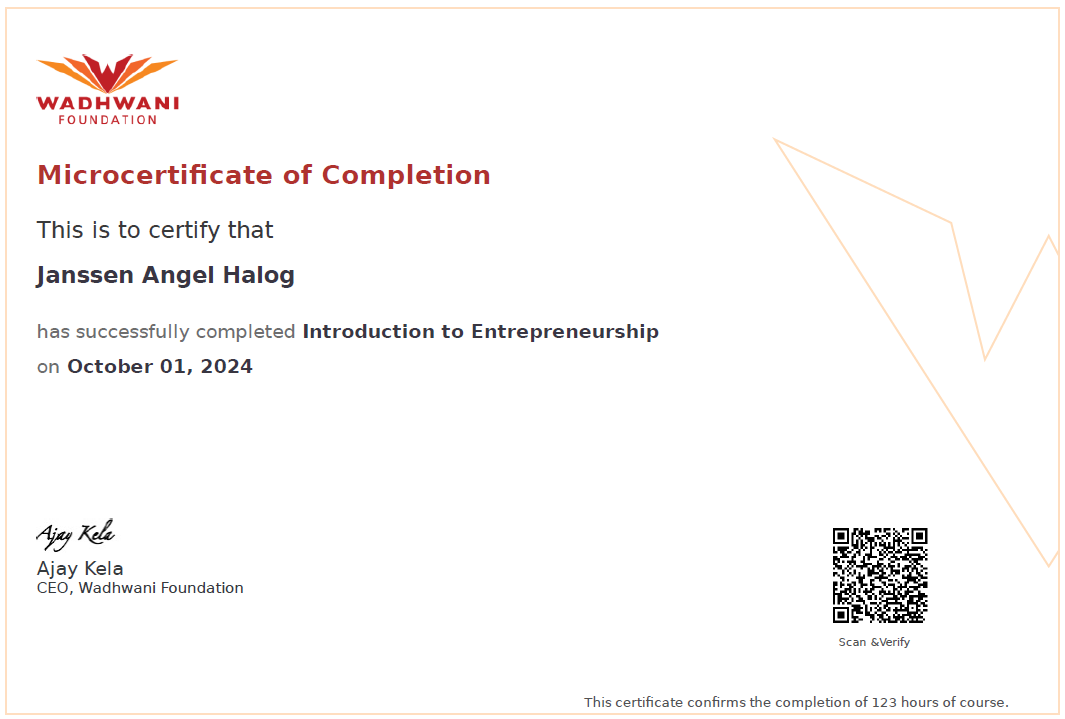 WADHWANI
FOUNDATION
Microcertificate of Completion
This is to certify that
Janssen Angel Halog
has successfully completed Introduction to Entrepreneurship
on October 01, 2024
Ajay Kela
Ajay Kela
CEO, Wadhwani Foundation
Scan &Verify
This certificate confirms the completion of 123 hours of course.